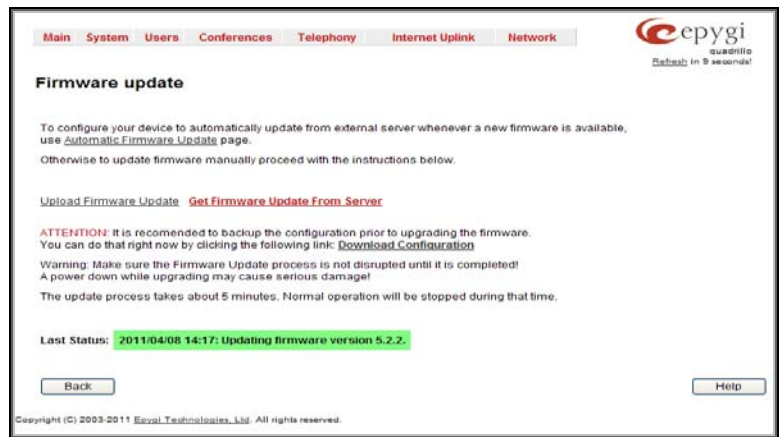 Main System Users Conferences Telephony Internet Uplink Network
epygi
quadrillo
Refresh in 9 seconds!
Firmware update
To configure your device to automatically update from external server whenever a new firmware is available,
use Automatic Firmware Update page.
Otherwise to update firmware manually proceed with the instructions below.
Upload Firmware Update Get Firmware Update From Server
ATTENTION: It is recomended to backup the configuration prior to upgrading the firmware.
You can do that right now by clicking the following link: Download Configuration
Warning: Make sure the Firmware Update process is not disrupted until it is completed!
A power down while upgrading may cause serious damage!
The update process takes about 5 minutes. Normal operation will be stopped during that time.
Last Status: 2011/04/08 14:17: Updating firmware version 5.2.2.
Back Help
Copyright (C) 2003-2011 Epygi Technologies, Ltd. All rights reserved.